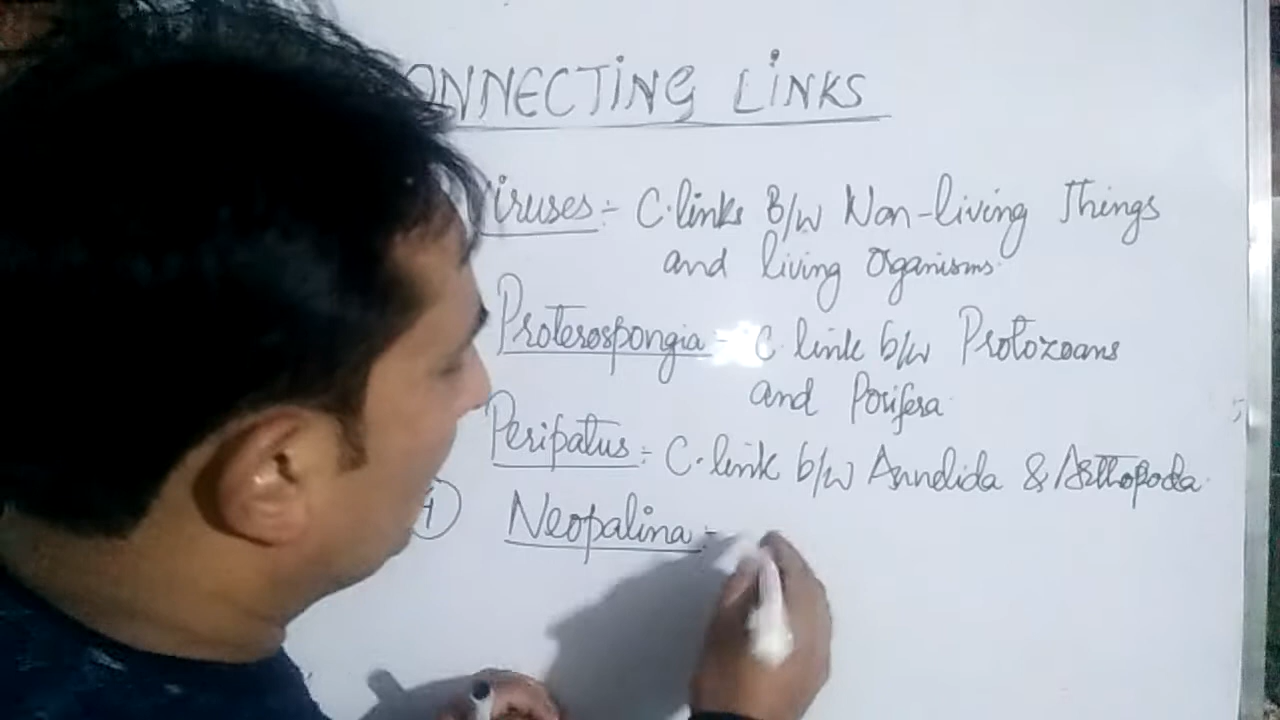 ONNECTING LINKS
Viruses:- C.links B/w Non-living Things
and living Organisms.
Proterospongia - C. link b/w Protozoans
and Porifera.
Peripatus:- C.link b/w Annelida & Arthopoda.
4 Neopalina:-